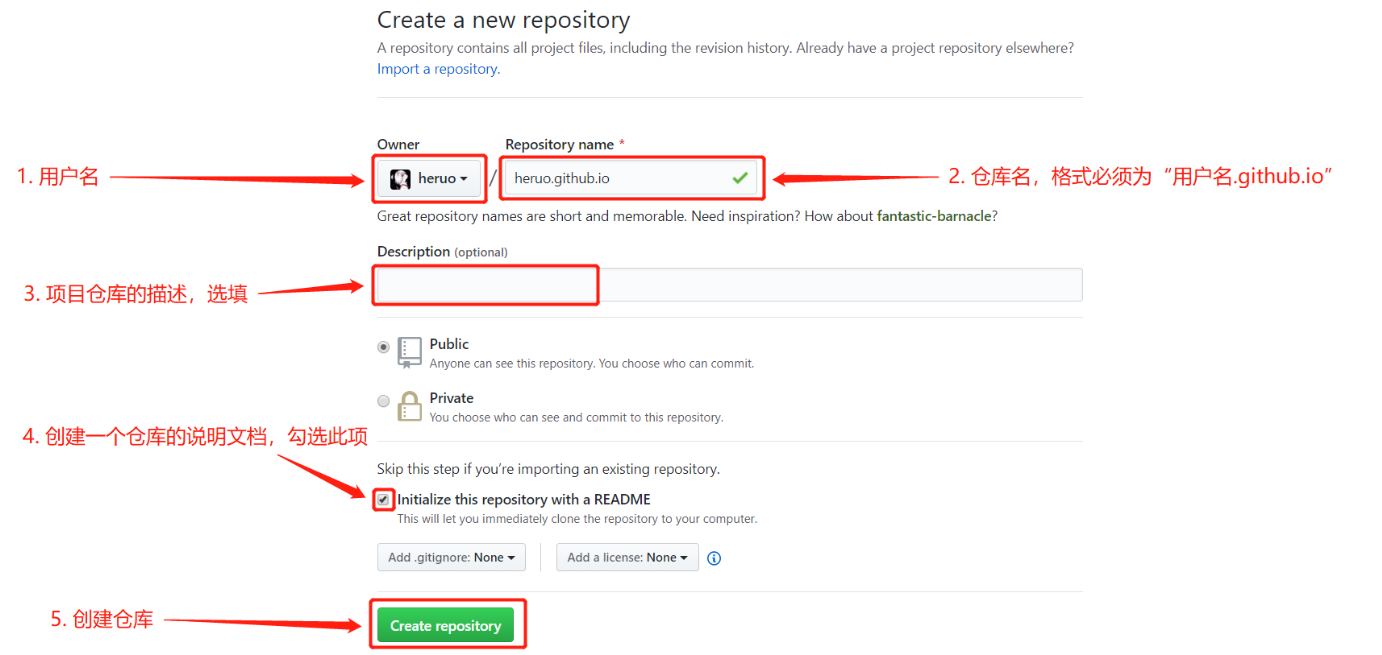 Create a new repository
A repository contains all project files, including the revision history. Already have a project repository elsewhere?
Import a repository.
Owner
Repository name *
1. 用户名
heruo
/
heruo.github.io
2. 仓库名，格式必须为“用户名.github.io”
Great repository names are short and memorable. Need inspiration? How about fantastic-barnacle?
Description (optional)
3. 项目仓库的描述，选填
Public
Anyone can see this repository. You choose who can commit.
Private
You choose who can see and commit to this repository.
4. 创建一个仓库的说明文档，勾选此项
Skip this step if you're importing an existing repository.
Initialize this repository with a README
This will let you immediately clone the repository to your computer.
Add .gitignore: None
Add a license: None
5. 创建仓库
Create repository